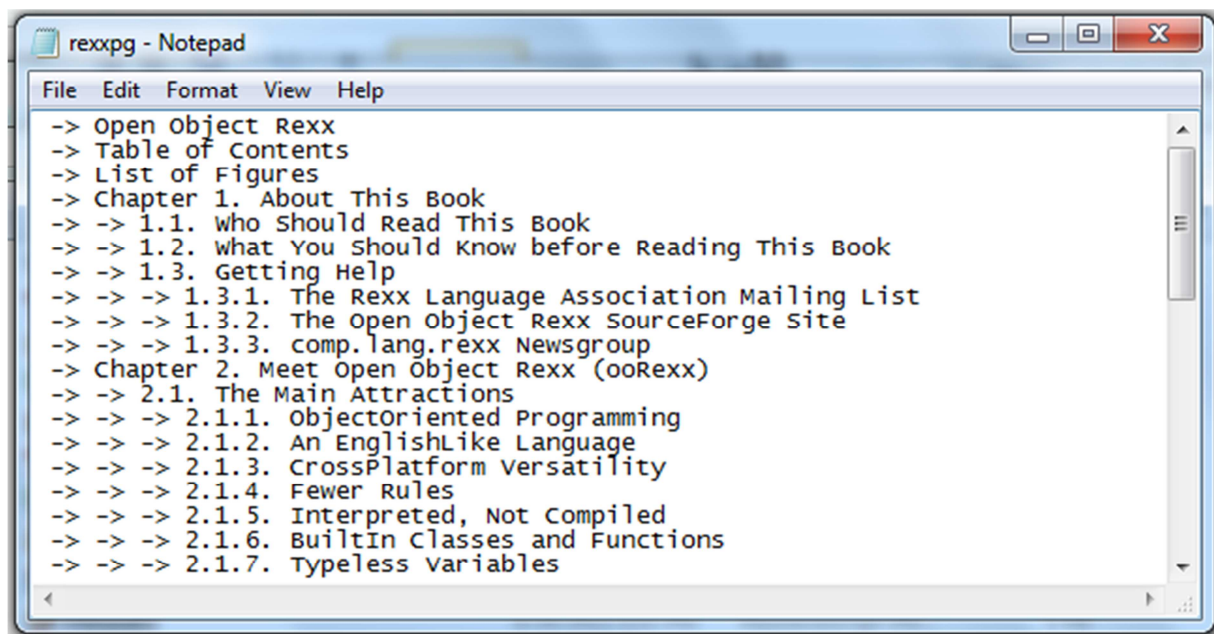 rexxpg - Notepad
File Edit Format View Help
-> Open Object Rexx
-> Table of Contents
-> List of Figures
-> Chapter 1. About This Book
-> -> 1.1. Who Should Read This Book
-> -> 1.2. What You Should Know before Reading This Book
-> -> 1.3. Getting Help
-> -> -> 1.3.1. The Rexx Language Association Mailing List
-> -> -> 1.3.2. The Open Object Rexx SourceForge Site
-> -> -> 1.3.3. comp.lang.rexx Newsgroup
-> Chapter 2. Meet Open Object Rexx (ooRexx)
-> -> 2.1. The Main Attractions
-> -> -> 2.1.1. ObjectOriented Programming
-> -> -> 2.1.2. An EnglishLike Language
-> -> -> 2.1.3. CrossPlatform Versatility
-> -> -> 2.1.4. Fewer Rules
-> -> -> 2.1.5. Interpreted, Not Compiled
-> -> -> 2.1.6. BuiltIn Classes and Functions
-> -> -> 2.1.7. Typeless Variables